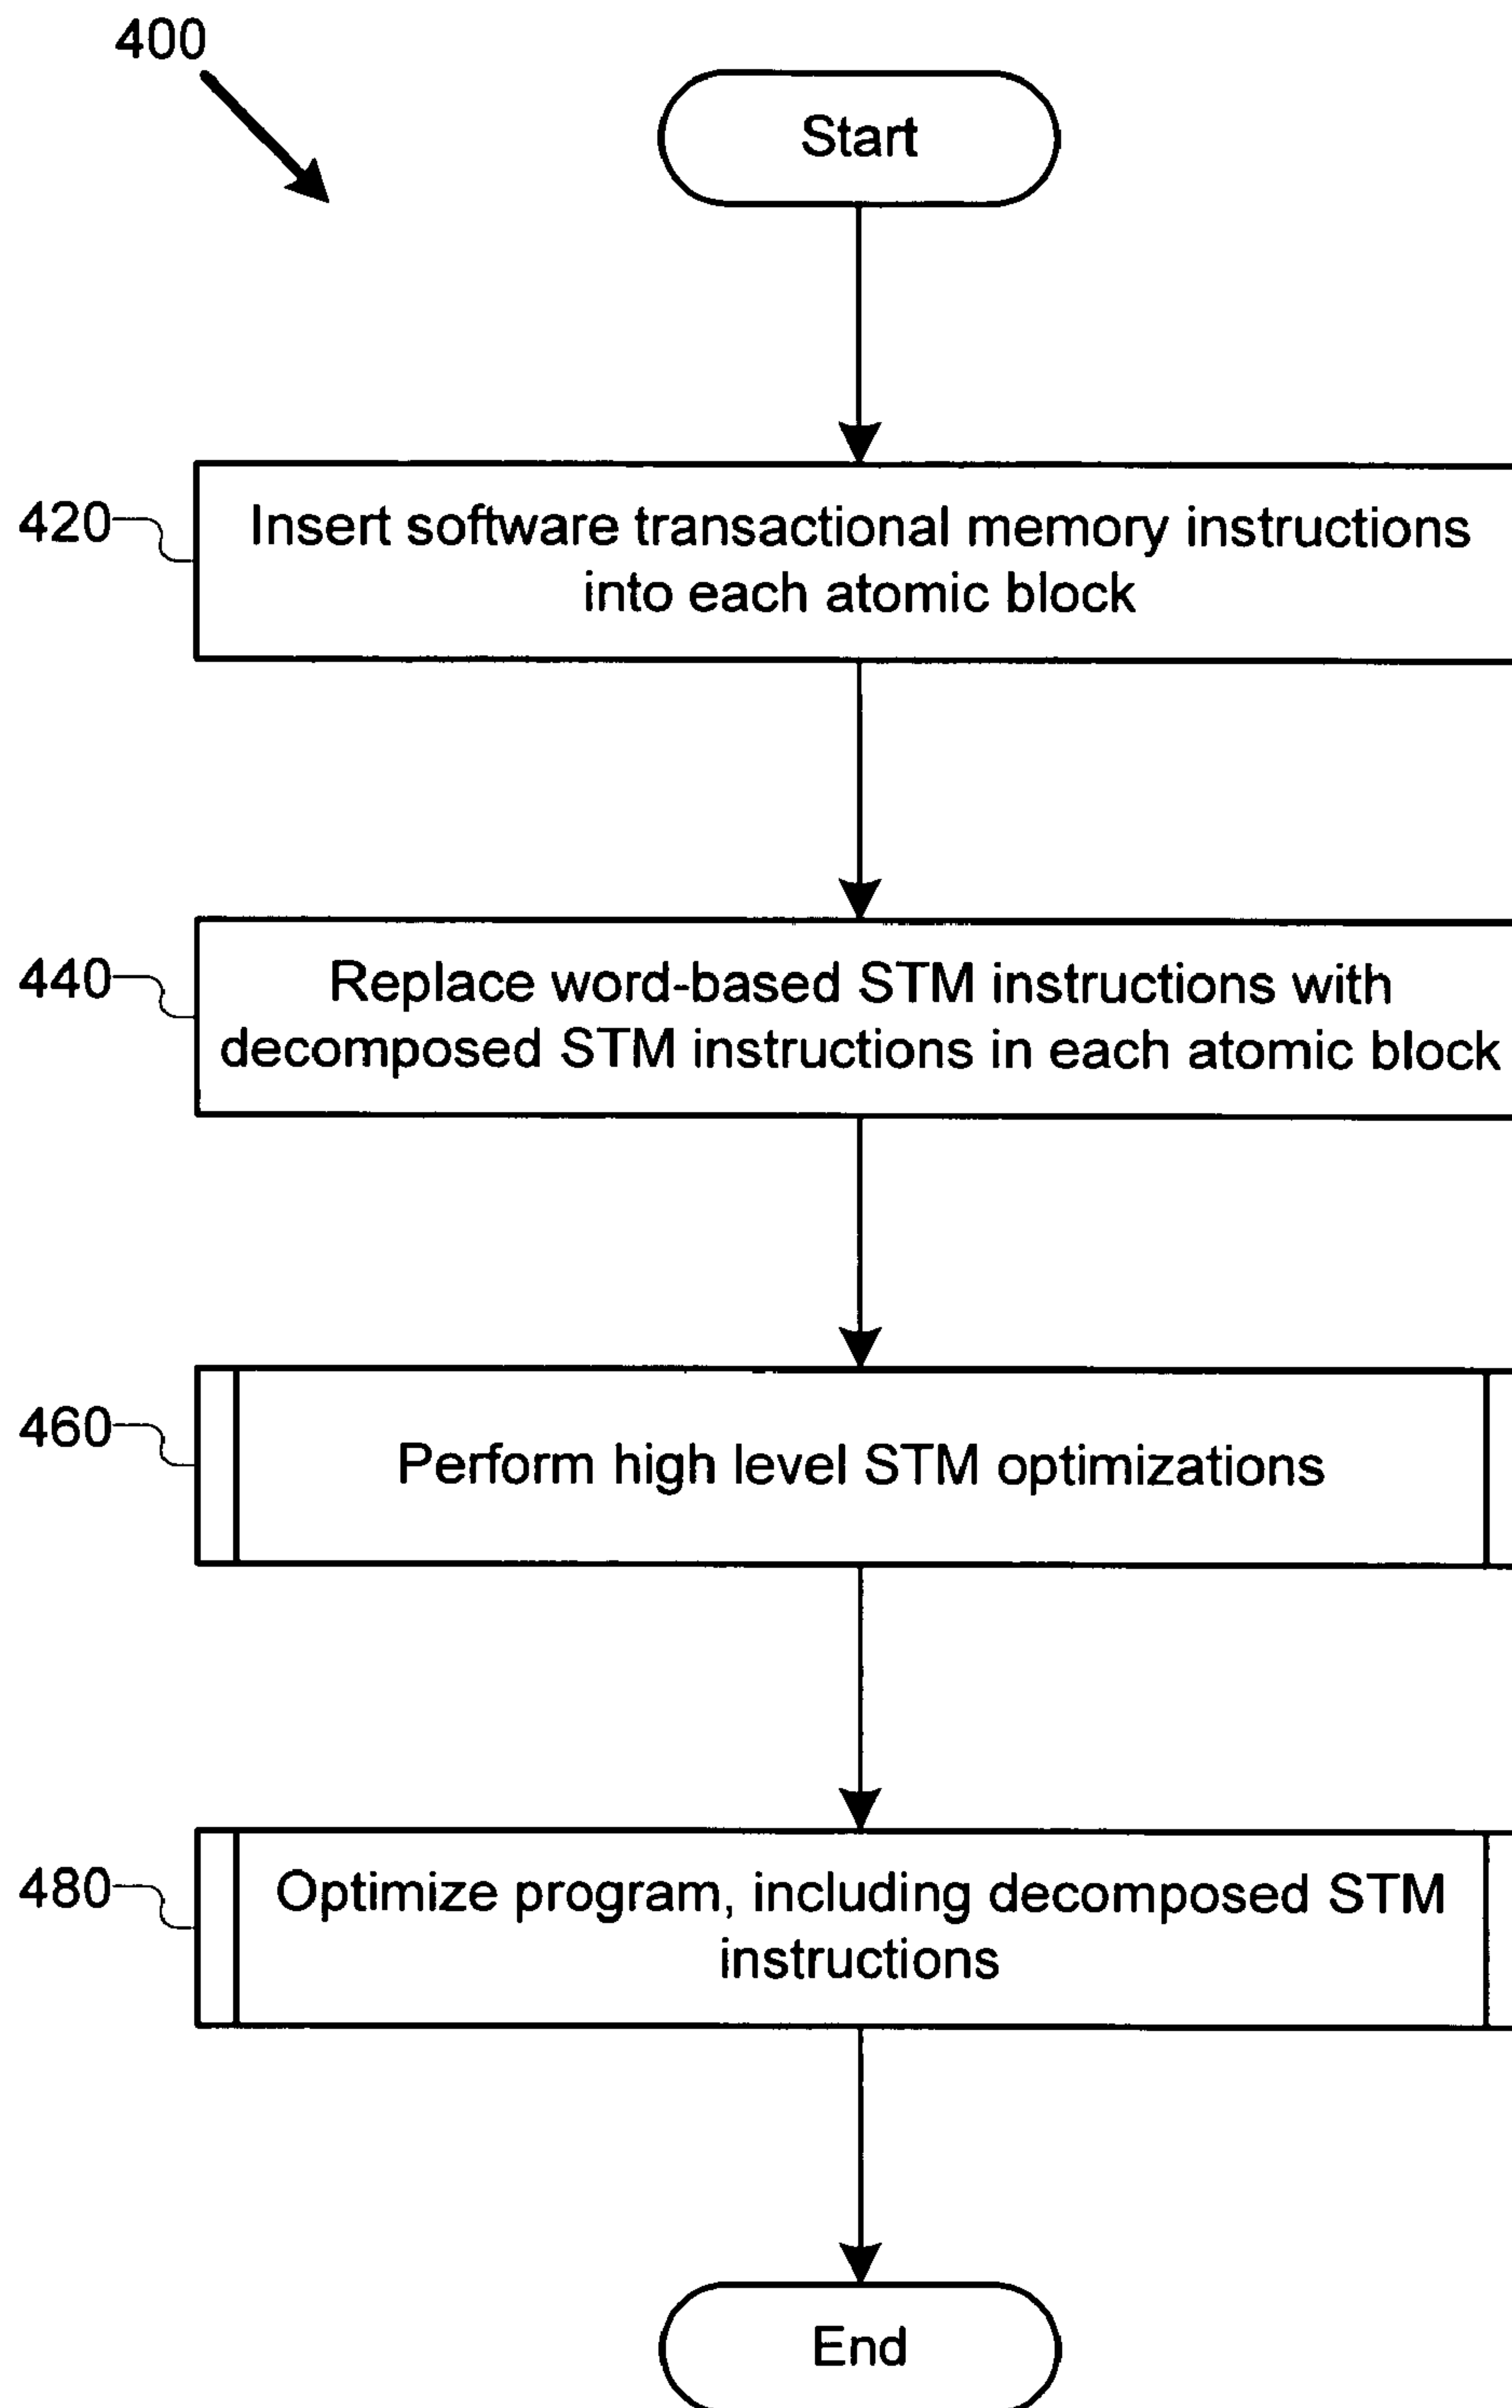 400
Start
420
Insert software transactional memory instructions
into each atomic block
440
Replace word-based STM instructions with
decomposed STM instructions in each atomic block
460
Perform high level STM optimizations
480
Optimize program, including decomposed STM
instructions
End